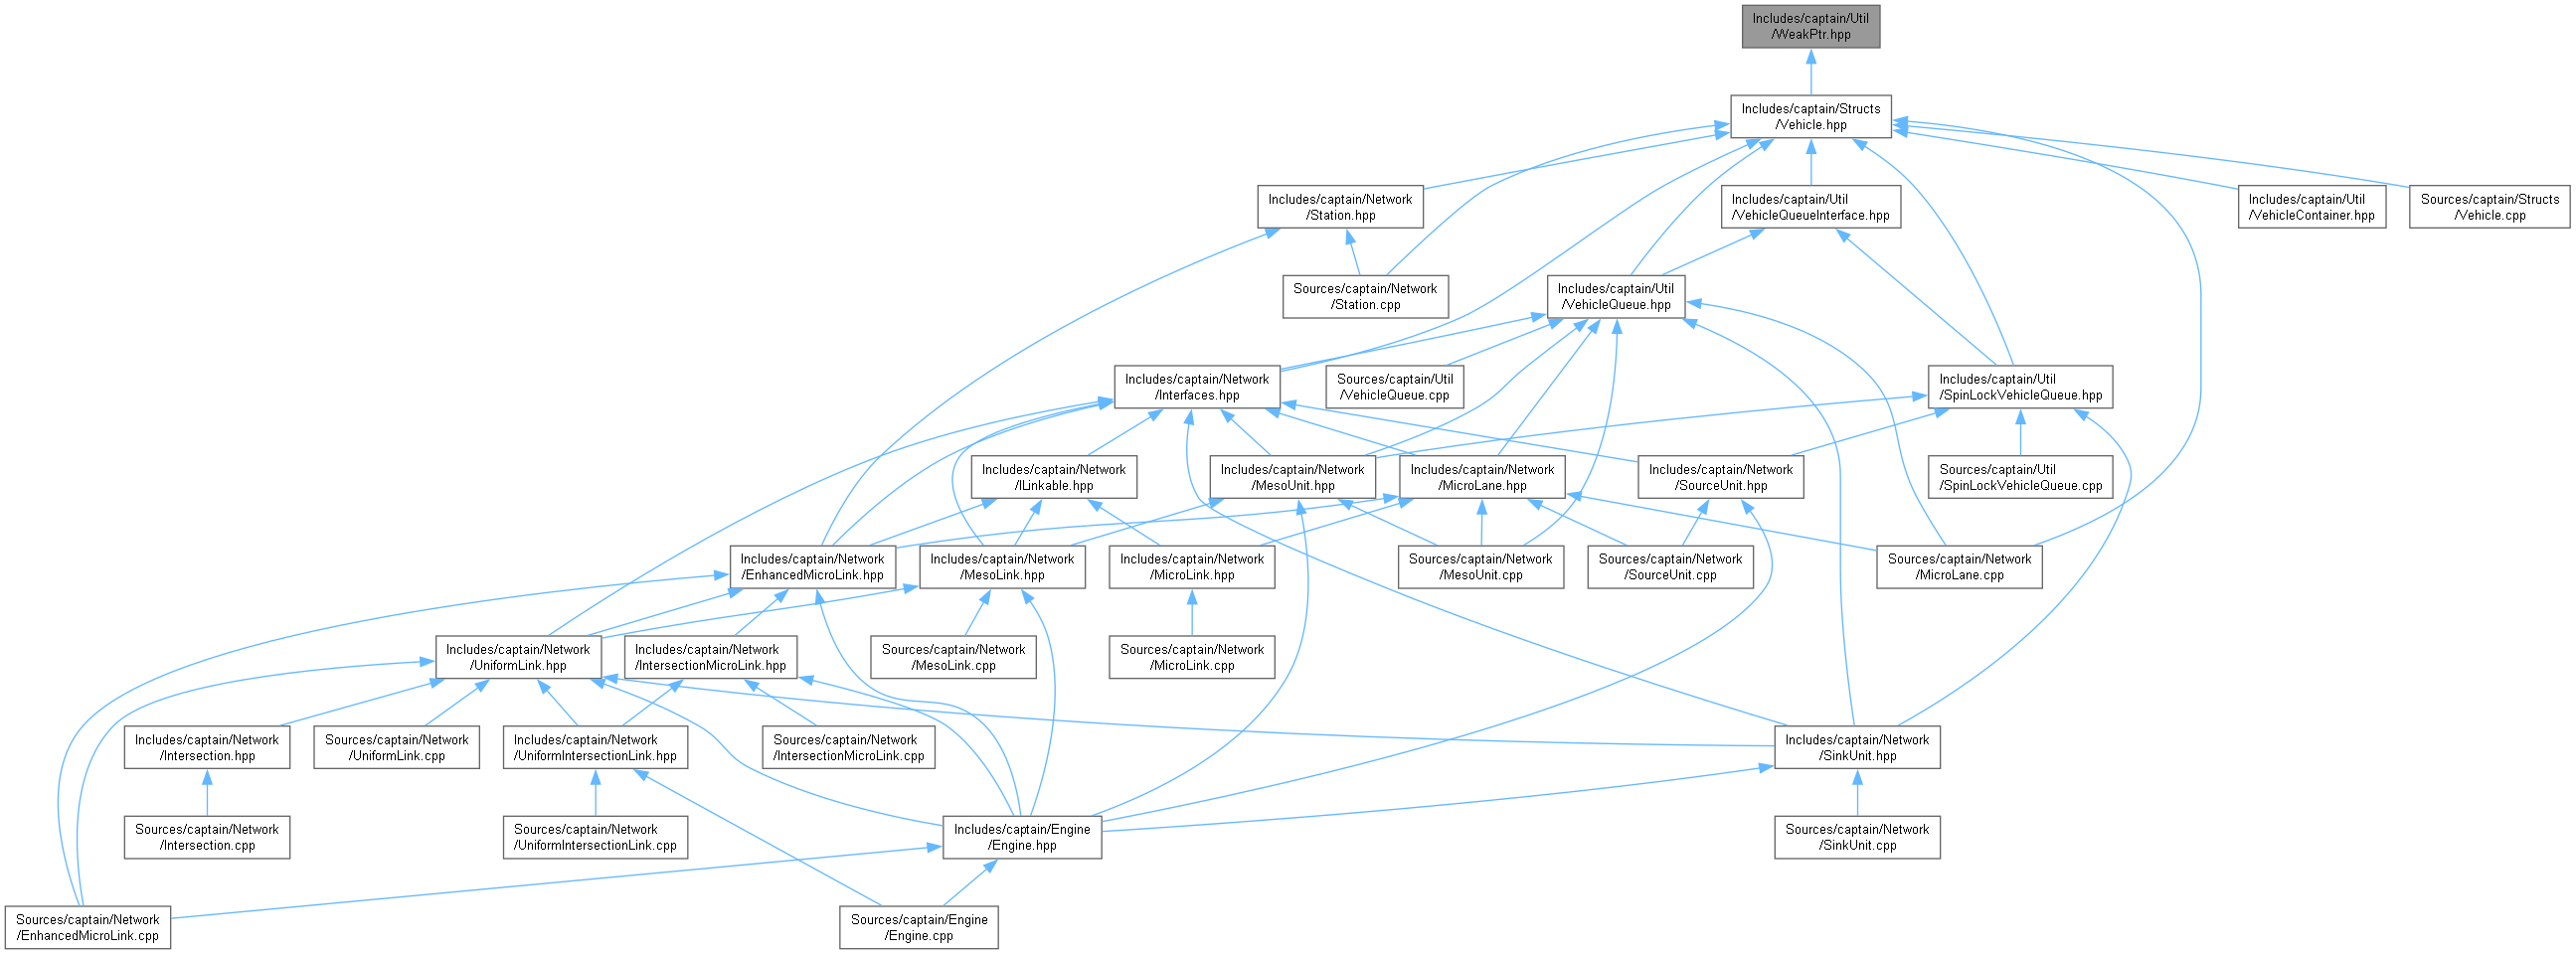 Includes/captain/Util
/WeakPtr.hpp
Includes/captain/Structs
/Vehicle.hpp
Includes/captain/Network
/Station.hpp
Includes/captain/Util
/VehicleQueueInterface.hpp
Includes/captain/Util
/VehicleContainer.hpp
Sources/captain/Structs
/Vehicle.cpp
Sources/captain/Network
/Station.cpp
Includes/captain/Util
/VehicleQueue.hpp
Includes/captain/Network
/Interfaces.hpp
Sources/captain/Util
/VehicleQueue.cpp
Includes/captain/Util
/SpinLockVehicleQueue.hpp
Includes/captain/Network
/ILinkable.hpp
Includes/captain/Network
/MesoUnit.hpp
Includes/captain/Network
/MicroLane.hpp
Includes/captain/Network
/SourceUnit.hpp
Sources/captain/Util
/SpinLockVehicleQueue.cpp
Includes/captain/Network
/EnhancedMicroLink.hpp
Includes/captain/Network
/MesoLink.hpp
Includes/captain/Network
/MicroLink.hpp
Sources/captain/Network
/MesoUnit.cpp
Sources/captain/Network
/SourceUnit.cpp
Sources/captain/Network
/MicroLane.cpp
Includes/captain/Network
/UniformLink.hpp
Includes/captain/Network
/IntersectionMicroLink.hpp
Sources/captain/Network
/MesoLink.cpp
Sources/captain/Network
/MicroLink.cpp
Includes/captain/Network
/Intersection.hpp
Sources/captain/Network
/UniformLink.cpp
Includes/captain/Network
/UniformIntersectionLink.hpp
Sources/captain/Network
/IntersectionMicroLink.cpp
Includes/captain/Network
/SinkUnit.hpp
Sources/captain/Network
/Intersection.cpp
Sources/captain/Network
/UniformIntersectionLink.cpp
Includes/captain/Engine
/Engine.hpp
Sources/captain/Network
/SinkUnit.cpp
Sources/captain/Network
/EnhancedMicroLink.cpp
Sources/captain/Engine
/Engine.cpp